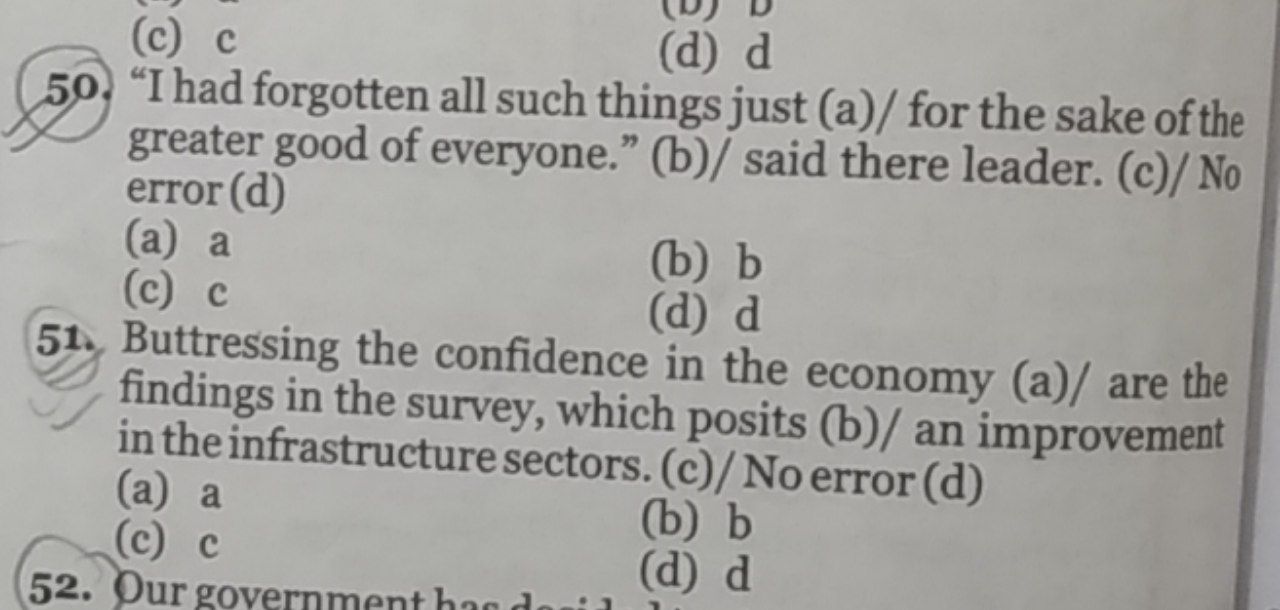 (c) c (d) d
50. “I had forgotten all such things just (a)/ for the sake of the
greater good of everyone.” (b)/ said there leader. (c)/ No
error (d)
(a) a (b) b
(c) c (d) d
51. Buttressing the confidence in the economy (a)/ are the
findings in the survey, which posits (b)/ an improvement
in the infrastructure sectors. (c)/ No error (d)
(a) a (b) b
(c) c (d) d
52. Our government has